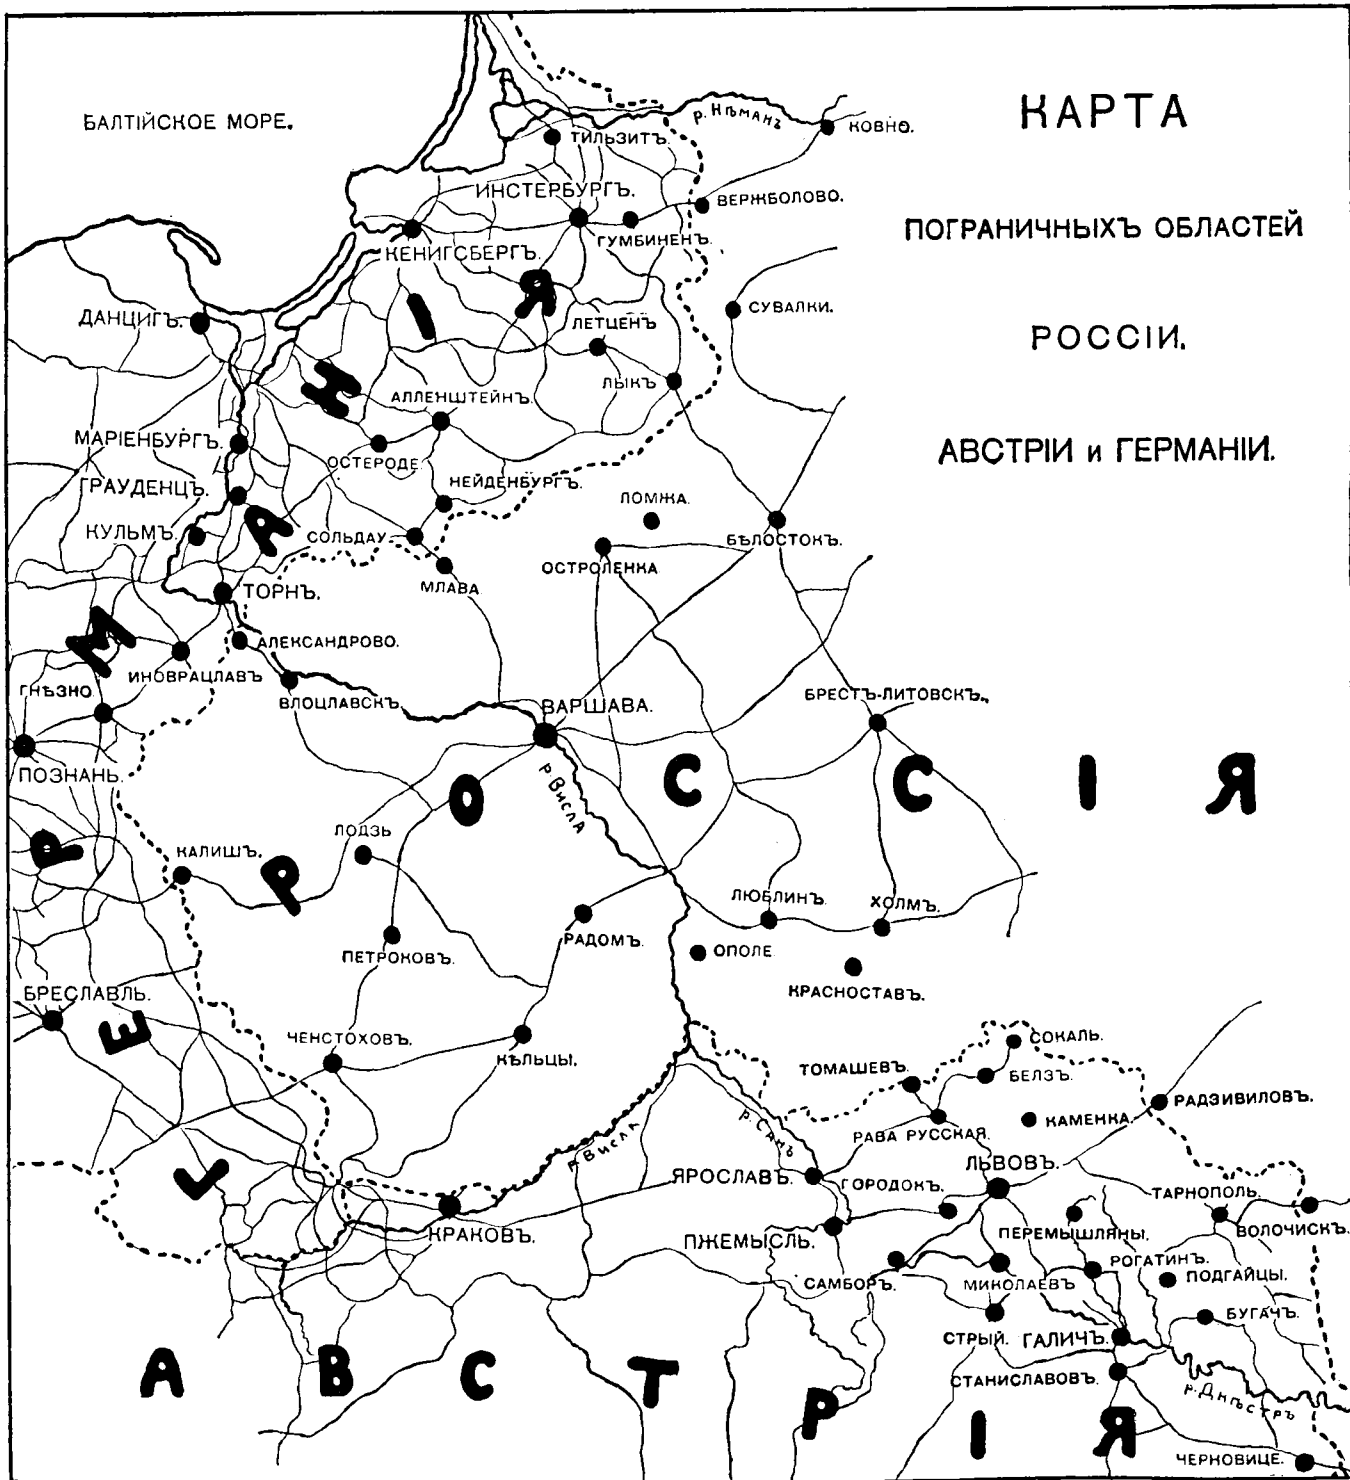 КАРТА
ПОГРАНИЧНЫХЪ ОБЛАСТЕЙ
РОССІИ.
АВСТРІИ и ГЕРМАНІИ.
БАЛТІЙСКОЕ МОРЕ.
р. Нѣманъ
КОВНО.
ТИЛЬЗИТЪ.
ИНСТЕРБУРГЪ.
ВЕРЖБОЛОВО.
ГУМБИНЕНЪ.
КЕНИГСБЕРГЪ.
ДАНЦИГЪ.
СУВАЛКИ.
ЛЕТЦЕНЪ
ЛЫКЪ
АЛЛЕНШТЕЙНЪ.
МАРІЕНБУРГЪ.
ОСТЕРОДЕ.
ГРАУДЕНЦЪ.
НЕЙДЕНБУРГЪ.
ЛОМЖА.
КУЛЬМЪ.
СОЛЬДАУ.
БѢЛОСТОКЪ.
ОСТРОЛЕНКА
МЛАВА
ТОРНЪ.
АЛЕКСАНДРОВО.
ИНОВРАЦЛАВЪ
ГНѢЗНО
ВЛОЦЛАВСКЪ.
ВАРШАВА.
БРЕСТЪ-ЛИТОВСКЪ.
ПОЗНАНЬ.
р. Висла
ЛОДЗЬ
КАЛИШЪ.
ЛЮБЛИНЪ.
ХОЛМЪ.
РАДОМЪ.
ПЕТРОКОВЪ.
ОПОЛЕ
КРАСНОСТАВЪ.
БРЕСЛАВЛЬ.
ЧЕНСТОХОВЪ.
КѢЛЬЦЫ.
СОКАЛЬ.
ТОМАШЕВЪ.
БЕЛЗЪ.
РАДЗИВИЛОВЪ.
КАМЕНКА.
РАВА РУССКАЯ.
р. Санъ
р. Висла
ЯРОСЛАВЪ.
ГОРОДОКЪ.
ЛЬВОВЪ.
ТАРНОПОЛЬ.
КРАКОВЪ.
ПЖЕМЫСЛЬ.
ПЕРЕМЫШЛЯНЫ.
ВОЛОЧИСКЪ.
САМБОРЪ.
МИКОЛАЕВЪ
РОГАТИНЪ.
ПОДГАЙЦЫ.
БУГАЧЪ.
СТРЫЙ.
ГАЛИЧЪ.
СТАНИСЛАВОВЪ.
р. Днѣстръ
ЧЕРНОВИЦЕ.
ГЕРМАНІЯ
РОССІЯ
АВСТРІЯ